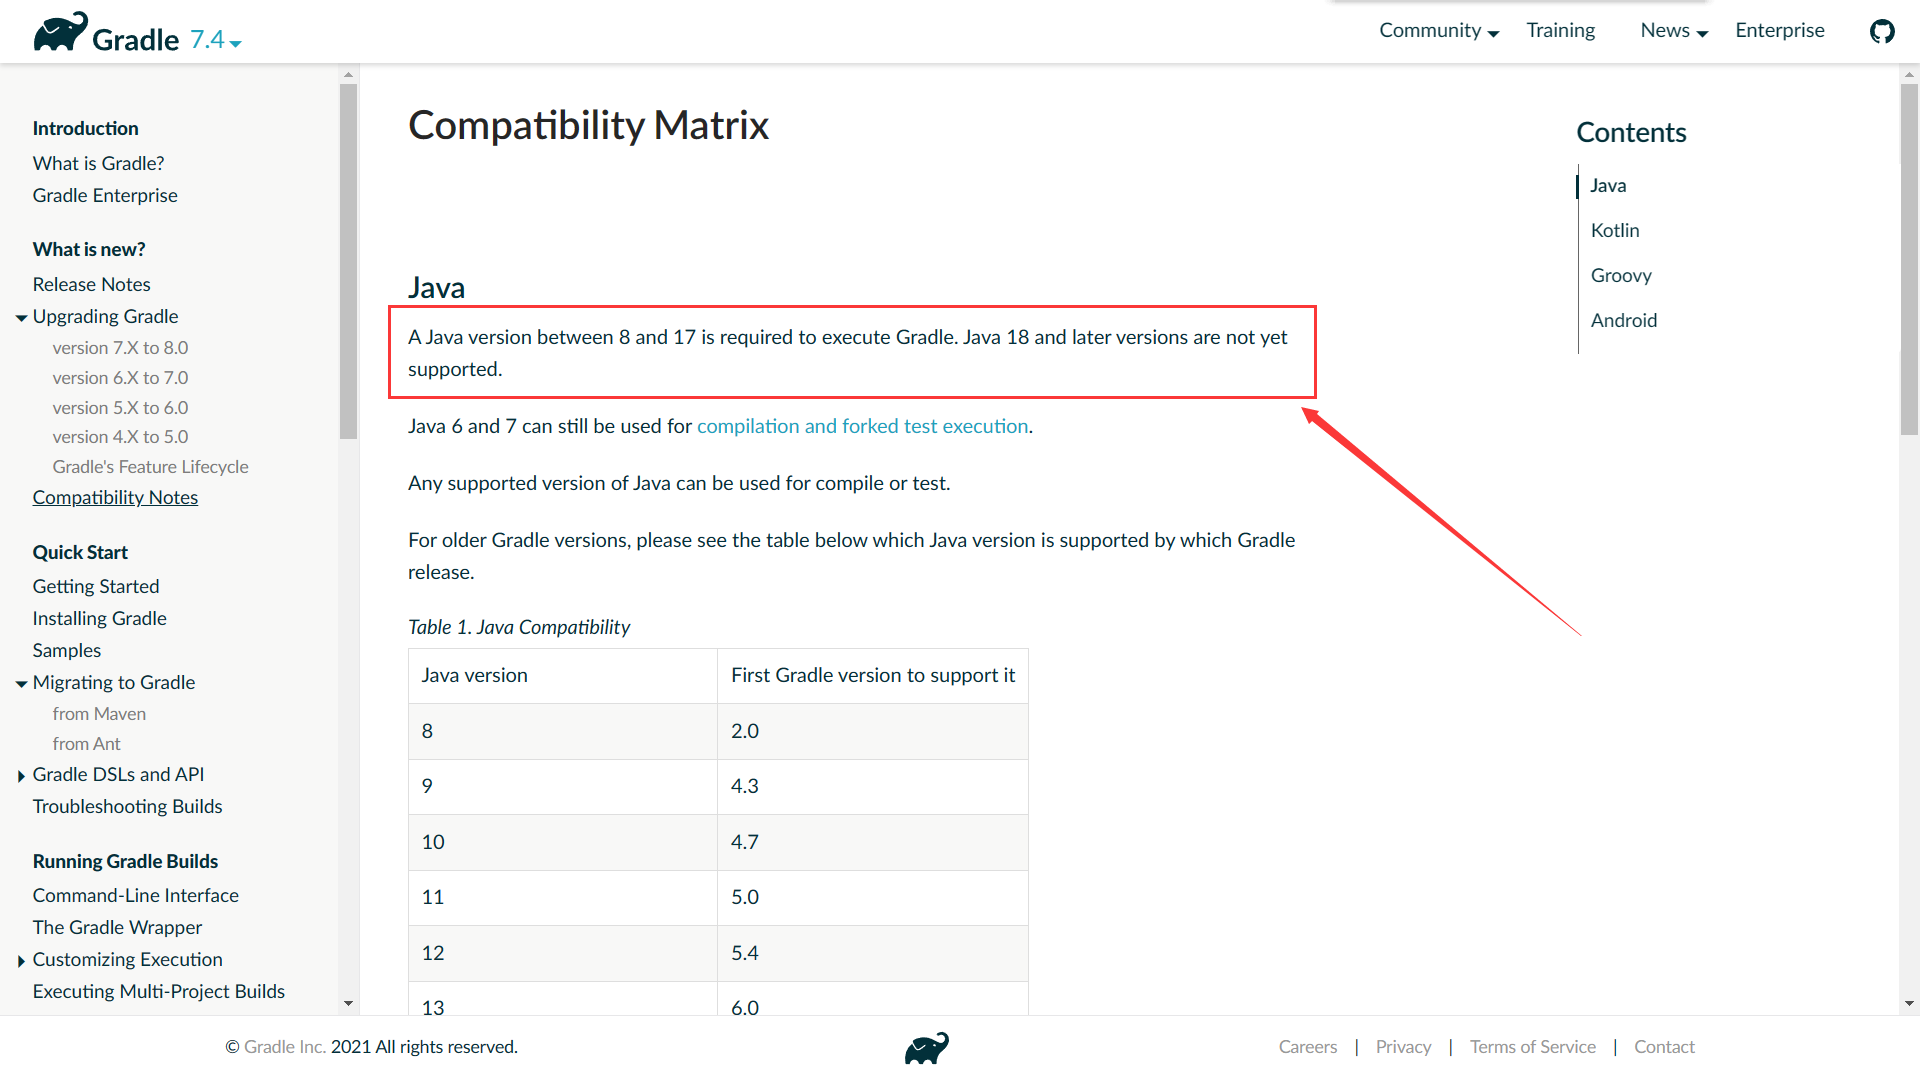 Gradle 7.4
Community
Training
News
Enterprise
Introduction
What is Gradle?
Gradle Enterprise
What is new?
Release Notes
Upgrading Gradle
version 7.X to 8.0
version 6.X to 7.0
version 5.X to 6.0
version 4.X to 5.0
Gradle's Feature Lifecycle
Compatibility Notes
Quick Start
Getting Started
Installing Gradle
Samples
Migrating to Gradle
from Maven
from Ant
Gradle DSLs and API
Troubleshooting Builds
Running Gradle Builds
Command-Line Interface
The Gradle Wrapper
Customizing Execution
Executing Multi-Project Builds
Compatibility Matrix
Java
A Java version between 8 and 17 is required to execute Gradle. Java 18 and later versions are not yet
supported.
Java 6 and 7 can still be used for compilation and forked test execution.
Any supported version of Java can be used for compile or test.
For older Gradle versions, please see the table below which Java version is supported by which Gradle
release.
Table 1. Java Compatibility
Java version First Gradle version to support it
8 2.0
9 4.3
10 4.7
11 5.0
12 5.4
13 6.0
Contents
Java
Kotlin
Groovy
Android
© Gradle Inc. 2021 All rights reserved.
Careers | Privacy | Terms of Service | Contact